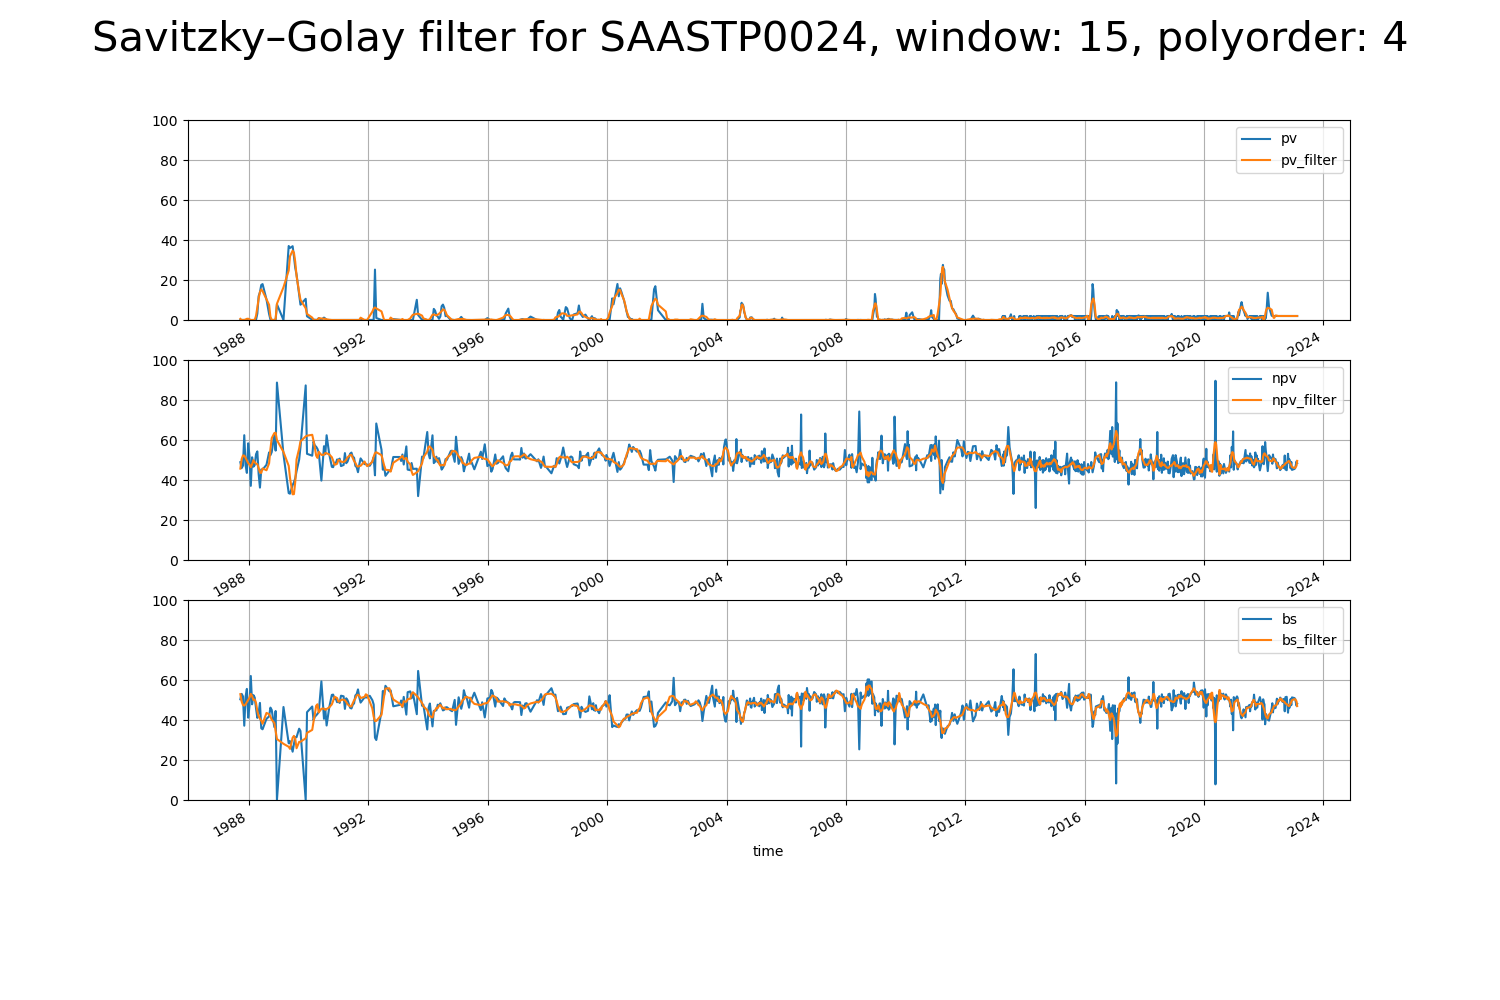 Savitzky–Golay filter for SAASTP0024, window: 15, polyorder: 4
100
80
60
40
20
0
pv
pv_filter
1988 1992 1996 2000 2004 2008 2012 2016 2020 2024
100
80
60
40
20
0
npv
npv_filter
1988 1992 1996 2000 2004 2008 2012 2016 2020 2024
100
80
60
40
20
0
bs
bs_filter
1988 1992 1996 2000 2004 2008 2012 2016 2020 2024
time